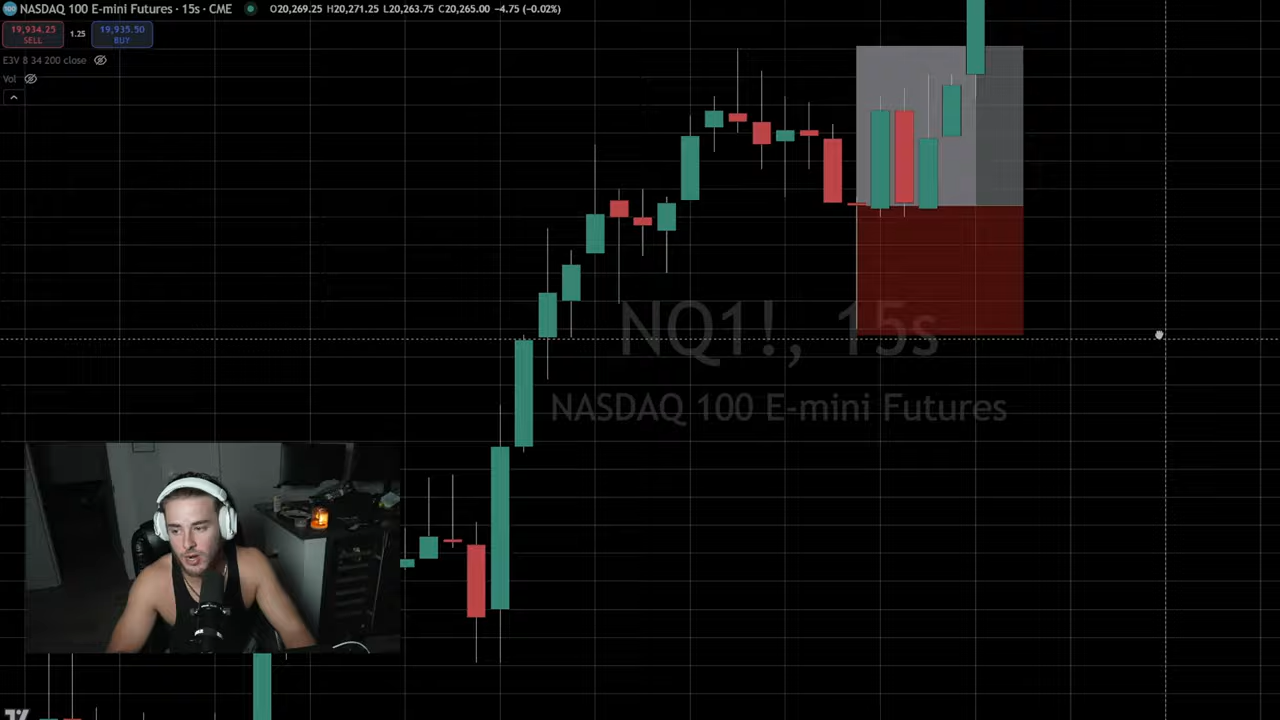 NASDAQ 100 E-mini Futures · 15s · CME O20,269.25 H20,271.25 L20,263.75 C20,265.00 −4.75 (−0.02%)
19,934.25 1.25 19,935.50
SELL BUY
E3V 8 34 200 close
Vol
NQ1!, 15s
NASDAQ 100 E-mini Futures